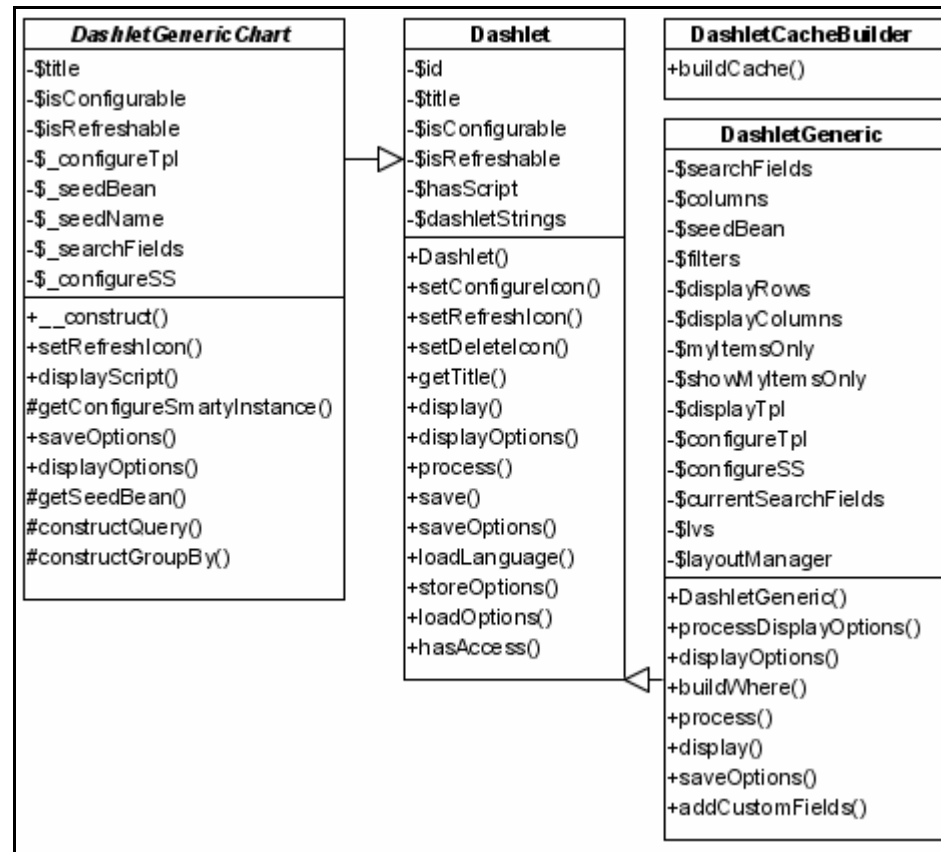 DashletGenericChart
-$title
-$isConfigurable
-$isRefreshable
-$_configureTpl
-$_seedBean
-$_seedName
-$_searchFields
-$_configureSS
+__construct()
+setRefreshIcon()
+displayScript()
#getConfigureSmartyInstance()
+saveOptions()
+displayOptions()
#getSeedBean()
#constructQuery()
#constructGroupBy()
Dashlet
-$id
-$title
-$isConfigurable
-$isRefreshable
-$hasScript
-$dashletStrings
+Dashlet()
+setConfigureIcon()
+setRefreshIcon()
+setDeleteIcon()
+getTitle()
+display()
+displayOptions()
+process()
+save()
+saveOptions()
+loadLanguage()
+storeOptions()
+loadOptions()
+hasAccess()
DashletCacheBuilder
+buildCache()
DashletGeneric
-$searchFields
-$columns
-$seedBean
-$filters
-$displayRows
-$displayColumns
-$myItemsOnly
-$showMyItemsOnly
-$displayTpl
-$configureTpl
-$configureSS
-$currentSearchFields
-$lvs
-$layoutManager
+DashletGeneric()
+processDisplayOptions()
+displayOptions()
+buildWhere()
+process()
+display()
+saveOptions()
+addCustomFields()